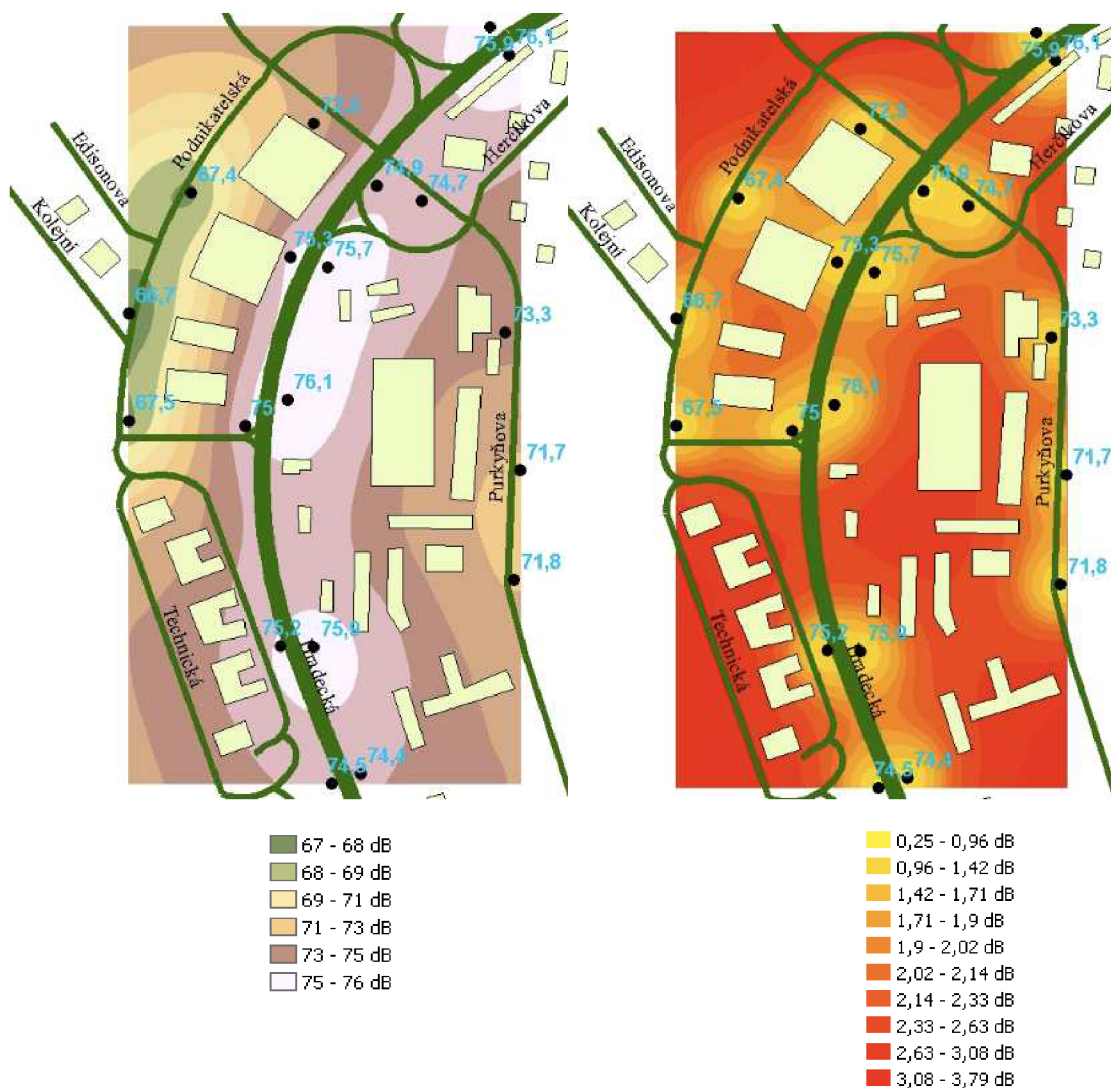 75,9
76,1
Podnikatelská
72,3
Edisonova
Herčíkova
67,4
74,9
74,7
Kolejní
75,3
75,7
66,7
73,3
76,1
67,5
75
71,7
Purkyňova
71,8
Technická
75,2
75,9
Hradecká
74,5
74,4
75,9
76,1
Podnikatelská
72,3
Edisonova
Herčíkova
67,4
74,9
74,7
Kolejní
75,3
75,7
66,7
73,3
76,1
67,5
75
71,7
Purkyňova
71,8
Technická
75,2
75,9
Hradecká
74,5
74,4
67 - 68 dB
68 - 69 dB
69 - 71 dB
71 - 73 dB
73 - 75 dB
75 - 76 dB
0,25 - 0,96 dB
0,96 - 1,42 dB
1,42 - 1,71 dB
1,71 - 1,9 dB
1,9 - 2,02 dB
2,02 - 2,14 dB
2,14 - 2,33 dB
2,33 - 2,63 dB
2,63 - 3,08 dB
3,08 - 3,79 dB